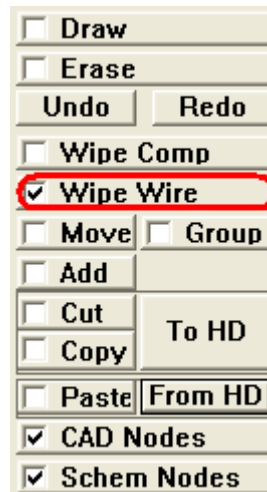 Draw
Erase
Undo Redo
Wipe Comp
Wipe Wire
Move Group
Add
Cut
To HD
Copy
Paste From HD
CAD Nodes
Schem Nodes